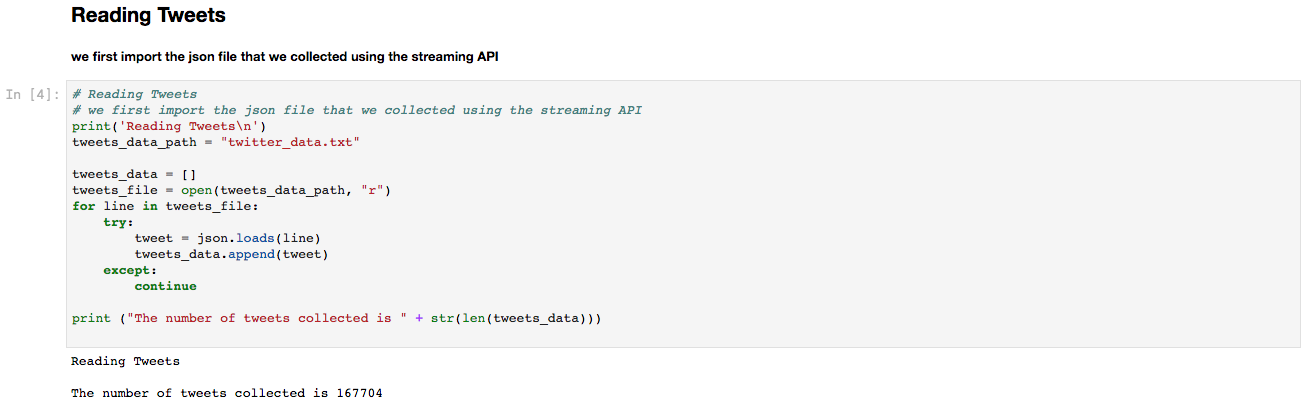 Reading Tweets
we first import the json file that we collected using the streaming API
In [4]:
# Reading Tweets
# we first import the json file that we collected using the streaming API
print('Reading Tweets\n')
tweets_data_path = "twitter_data.txt"
tweets_data = []
tweets_file = open(tweets_data_path, "r")
for line in tweets_file:
    try:
        tweet = json.loads(line)
        tweets_data.append(tweet)
    except:
        continue
print ("The number of tweets collected is " + str(len(tweets_data)))
Reading Tweets
The number of tweets collected is 167704